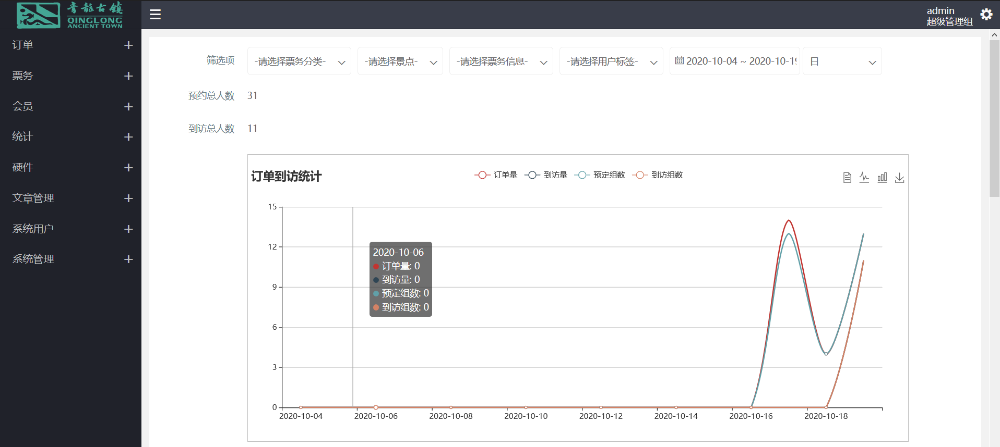 青龍古镇
QINGLONG
ANCIENT TOWN
admin
超级管理组
订单
票务
会员
统计
硬件
文章管理
系统用户
系统管理
筛选项
-请选择票务分类-
-请选择景点-
-请选择票务信息-
-请选择用户标签-
2020-10-04 ~ 2020-10-19
日
预约总人数 31
到访总人数 11
订单到访统计
订单量 到访量 预定组数 到访组数
15
12
9
6
3
0
2020-10-06
订单量: 0
到访量: 0
预定组数: 0
到访组数: 0
2020-10-04 2020-10-06 2020-10-08 2020-10-10 2020-10-12 2020-10-14 2020-10-16 2020-10-18